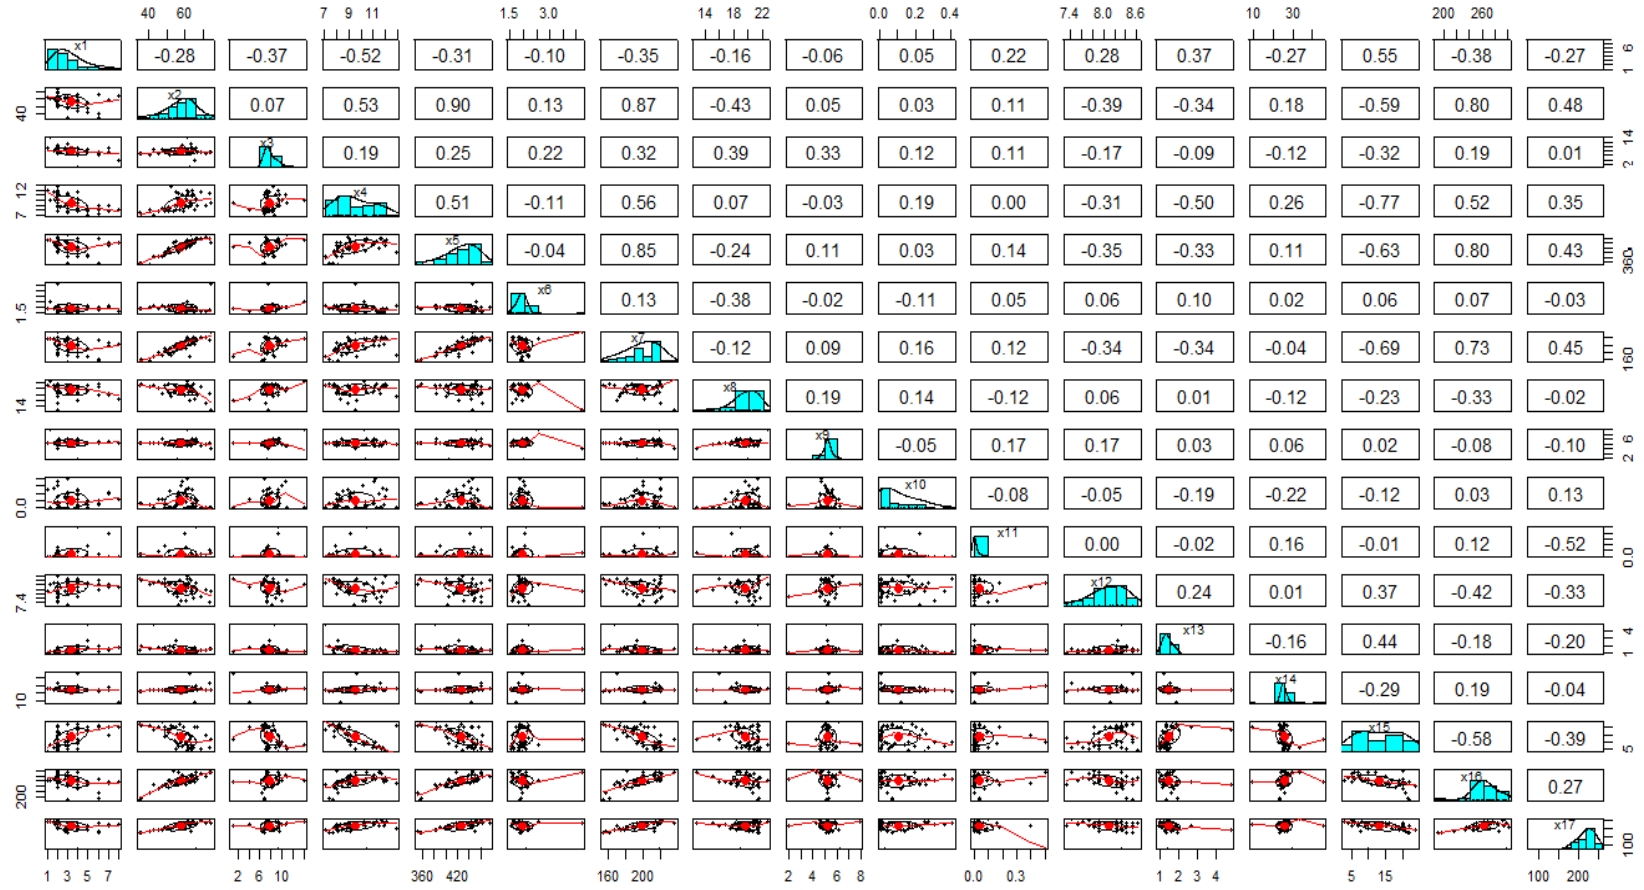 40 60 7 9 11 1.5 3.0 14 18 22 0.0 0.2 0.4 7.4 8.0 8.6 10 30 200 260
x1 -0.28 -0.37 -0.52 -0.31 -0.10 -0.35 -0.16 -0.06 0.05 0.22 0.28 0.37 -0.27 0.55 -0.38 -0.27 1 6
40 x2 0.07 0.53 0.90 0.13 0.87 -0.43 0.05 0.03 0.11 -0.39 -0.34 0.18 -0.59 0.80 0.48
x3 0.19 0.25 0.22 0.32 0.39 0.33 0.12 0.11 -0.17 -0.09 -0.12 -0.32 0.19 0.01 2 14
7 12 x4 0.51 -0.11 0.56 0.07 -0.03 0.19 0.00 -0.31 -0.50 0.26 -0.77 0.52 0.35
x5 -0.04 0.85 -0.24 0.11 0.03 0.14 -0.35 -0.33 0.11 -0.63 0.80 0.43 360
1.5 x6 0.13 -0.38 -0.02 -0.11 0.05 0.06 0.10 0.02 0.06 0.07 -0.03
x7 -0.12 0.09 0.16 0.12 -0.34 -0.34 -0.04 -0.69 0.73 0.45 160
14 x8 0.19 0.14 -0.12 0.06 0.01 -0.12 -0.23 -0.33 -0.02
x9 -0.05 0.17 0.17 0.03 0.06 0.02 -0.08 -0.10 2 6
0.0 x10 -0.08 -0.05 -0.19 -0.22 -0.12 0.03 0.13
x11 0.00 -0.02 0.16 -0.01 0.12 -0.52 0.0
7.4 x12 0.24 0.01 0.37 -0.42 -0.33
x13 -0.16 0.44 -0.18 -0.20 1 4
10 x14 -0.29 0.19 -0.04
x15 -0.58 -0.39 5
200 x16 0.27
x17 100
1 3 5 7 2 6 10 360 420 160 200 2 4 6 8 0.0 0.3 1 2 3 4 5 15 100 200